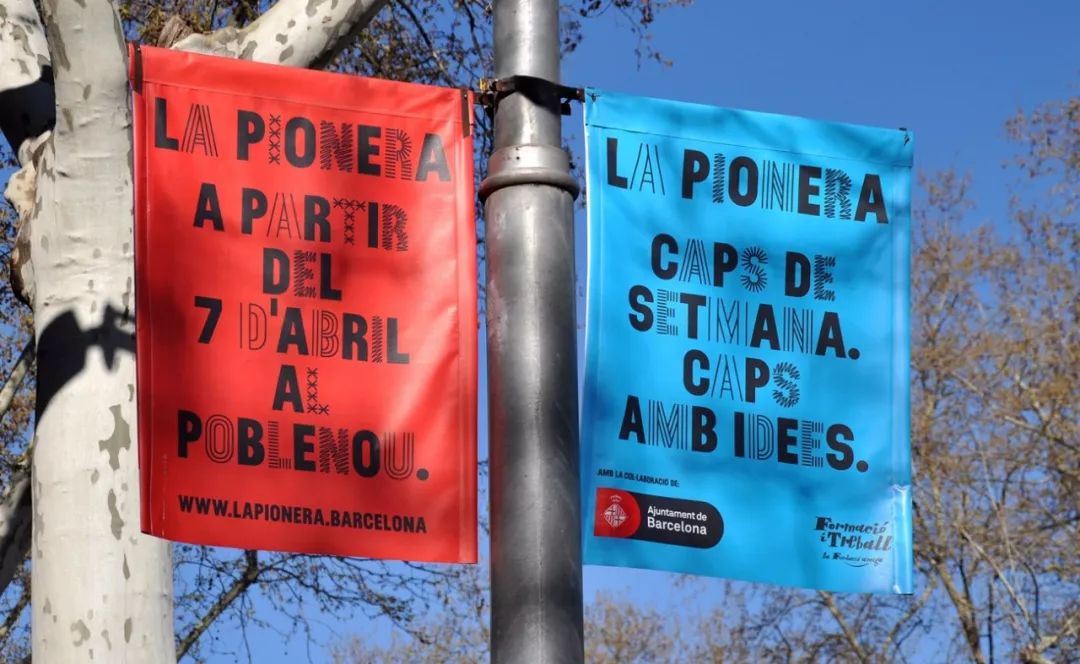 LA PIONERA
A PARTIR
DEL
7 D'ABRIL
AL
POBLENOU.
WWW.LAPIONERA.BARCELONA
LA PIONERA
CAPS DE
SETMANA.
CAPS
AMB IDEES.
AMB LA COL·LABORACIÓ DE:
Ajuntament de
Barcelona
Formació
i Treball